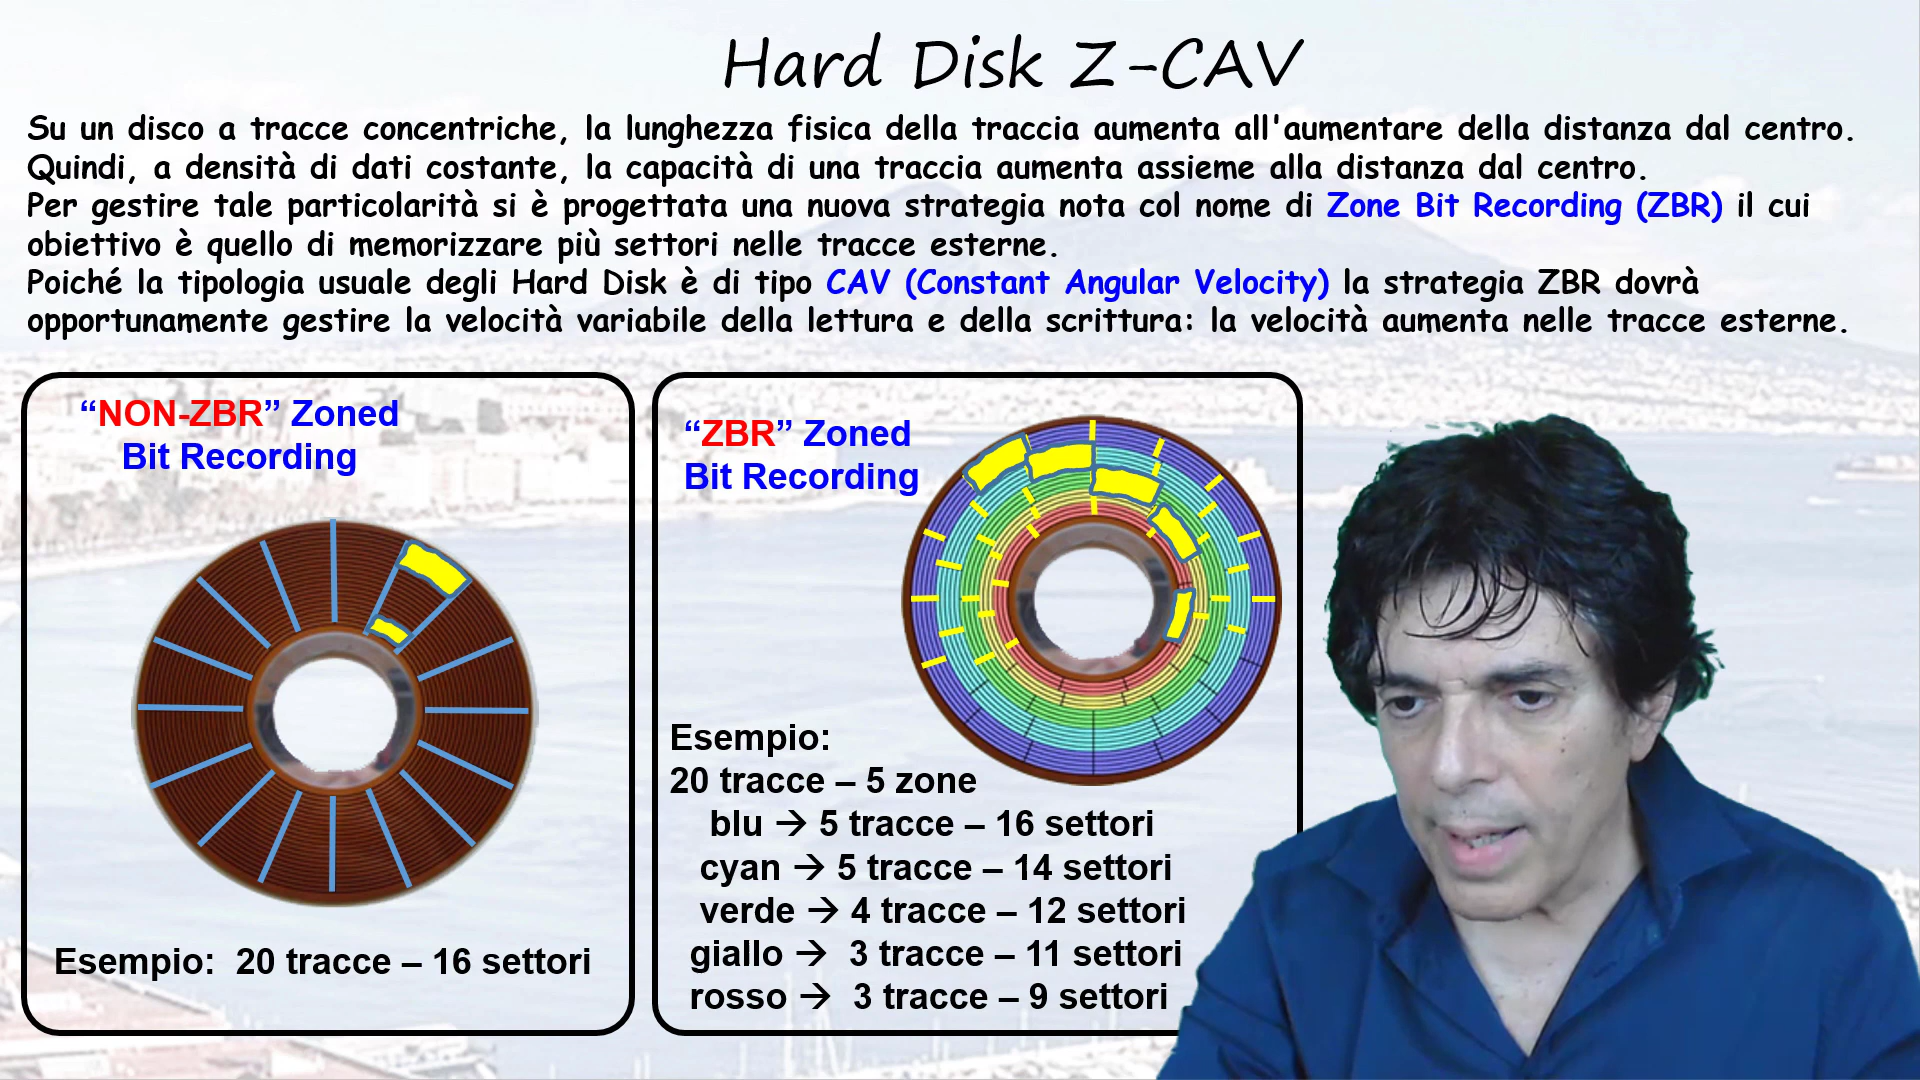 Hard Disk Z-CAV
Su un disco a tracce concentriche, la lunghezza fisica della traccia aumenta all'aumentare della distanza dal centro.
Quindi, a densità di dati costante, la capacità di una traccia aumenta assieme alla distanza dal centro.
Per gestire tale particolarità si è progettata una nuova strategia nota col nome di Zone Bit Recording (ZBR) il cui
obiettivo è quello di memorizzare più settori nelle tracce esterne.
Poiché la tipologia usuale degli Hard Disk è di tipo CAV (Constant Angular Velocity) la strategia ZBR dovrà
opportunamente gestire la velocità variabile della lettura e della scrittura: la velocità aumenta nelle tracce esterne.
“NON-ZBR” Zoned
Bit Recording
Esempio: 20 tracce – 16 settori
“ZBR” Zoned
Bit Recording
Esempio:
20 tracce – 5 zone
blu → 5 tracce – 16 settori
cyan → 5 tracce – 14 settori
verde → 4 tracce – 12 settori
giallo → 3 tracce – 11 settori
rosso → 3 tracce – 9 settori